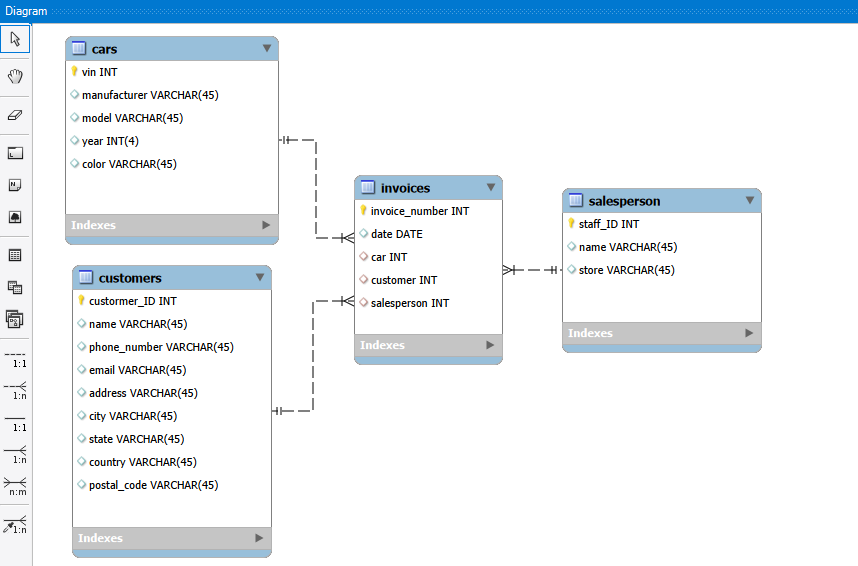 Diagram
cars
vin INT
manufacturer VARCHAR(45)
model VARCHAR(45)
year INT(4)
color VARCHAR(45)
Indexes
customers
custormer_ID INT
name VARCHAR(45)
phone_number VARCHAR(45)
email VARCHAR(45)
address VARCHAR(45)
city VARCHAR(45)
state VARCHAR(45)
country VARCHAR(45)
postal_code VARCHAR(45)
Indexes
invoices
invoice_number INT
date DATE
car INT
customer INT
salesperson INT
Indexes
salesperson
staff_ID INT
name VARCHAR(45)
store VARCHAR(45)
Indexes
1:1
1:n
1:1
1:n
n:m
1:n